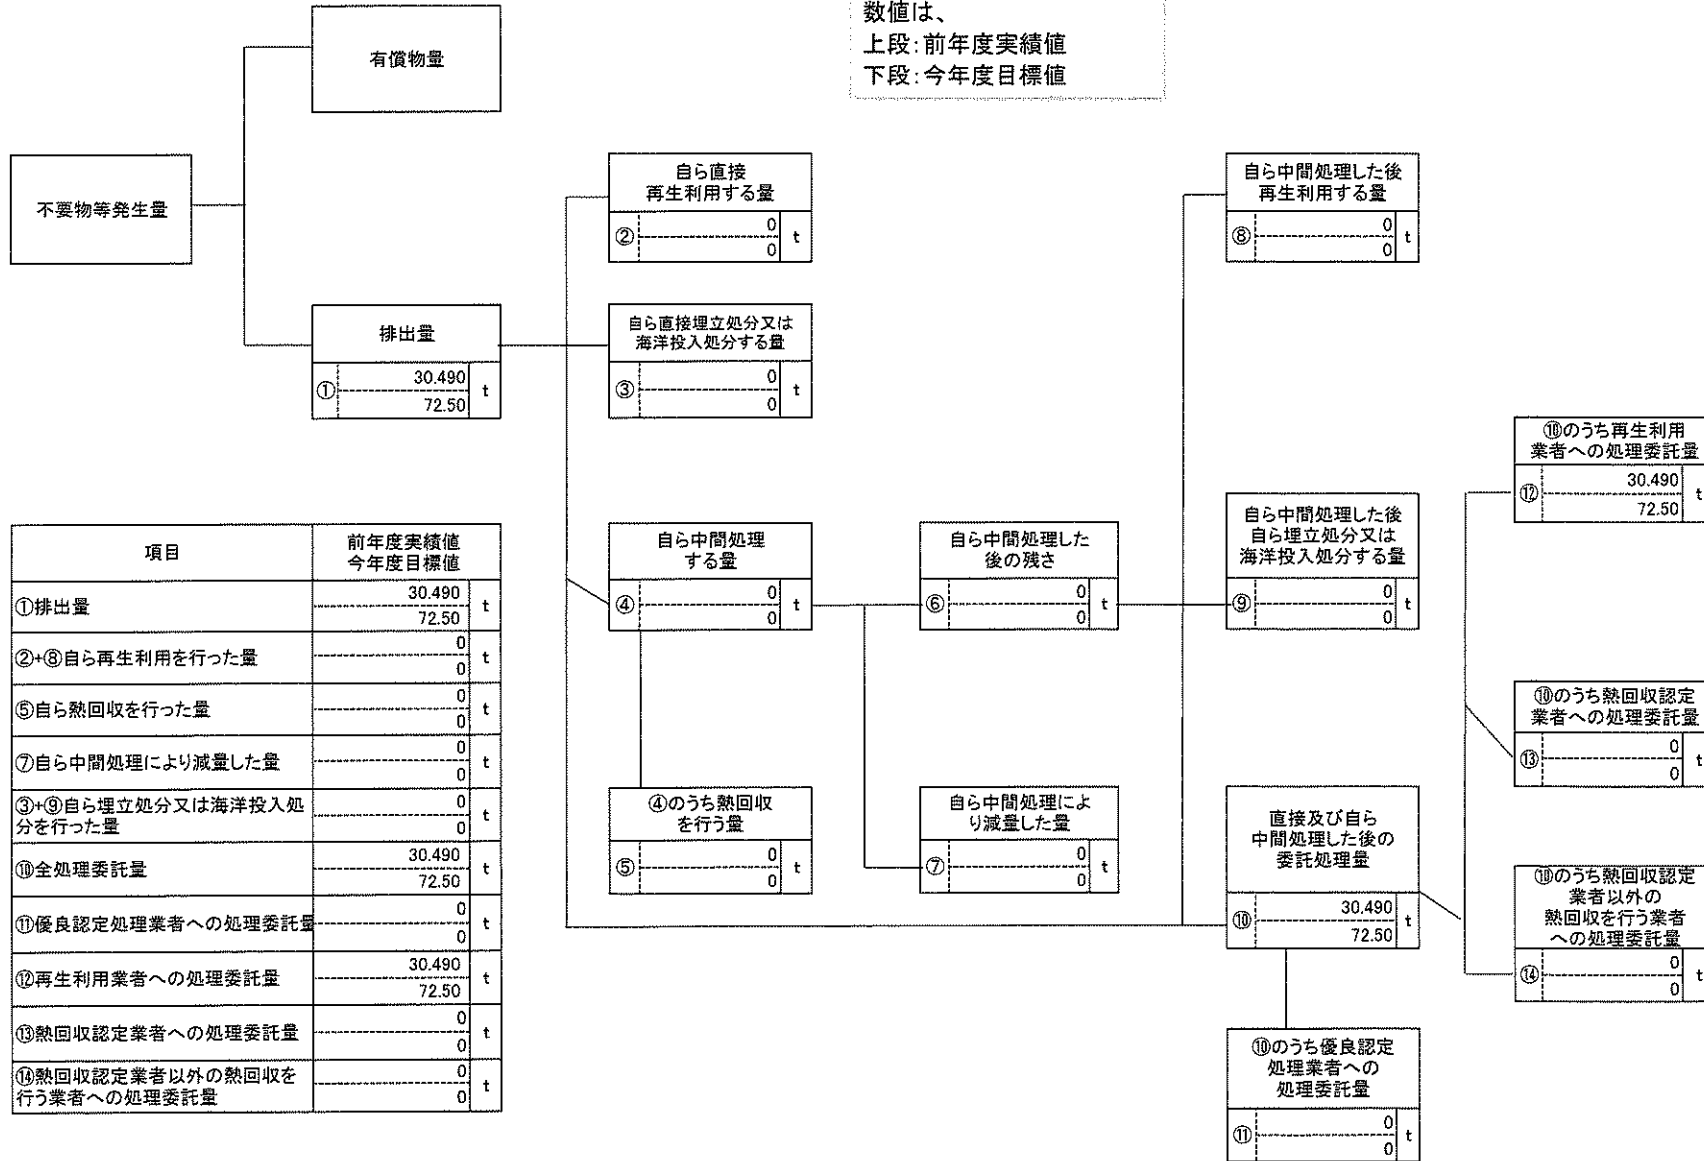 数値は、
上段:前年度実績値
下段:今年度目標値
有償物量
不要物等発生量
排出量
①
30.490
72.50
t
自ら直接
再生利用する量
②
0
0
t
自ら直接埋立処分又は
海洋投入処分する量
③
0
0
t
自ら中間処理
する量
④
0
0
t
④のうち熱回収
を行う量
⑤
0
0
t
自ら中間処理した
後の残さ
⑥
0
0
t
自ら中間処理によ
り減量した量
⑦
0
0
t
自ら中間処理した後
再生利用する量
⑧
0
0
t
自ら中間処理した後
自ら埋立処分又は
海洋投入処分する量
⑨
0
0
t
直接及び自ら
中間処理した後の
委託処理量
⑩
30.490
72.50
t
⑩のうち優良認定
処理業者への
処理委託量
⑪
0
0
t
⑩のうち再生利用
業者への処理委託量
⑫
30.490
72.50
t
⑩のうち熱回収認定
業者への処理委託量
⑬
0
0
t
⑩のうち熱回収認定
業者以外の
熱回収を行う業者
への処理委託量
⑭
0
0
t
項目
前年度実績値
今年度目標値
①排出量
30.490
72.50
t
②+⑧自ら再生利用を行った量
0
0
t
⑤自ら熱回収を行った量
0
0
t
⑦自ら中間処理により減量した量
0
0
t
③+⑨自ら埋立処分又は海洋投入処
分を行った量
0
0
t
⑩全処理委託量
30.490
72.50
t
⑪優良認定処理業者への処理委託量
0
0
t
⑫再生利用業者への処理委託量
30.490
72.50
t
⑬熱回収認定業者への処理委託量
0
0
t
⑭熱回収認定業者以外の熱回収を
行う業者への処理委託量
0
0
t